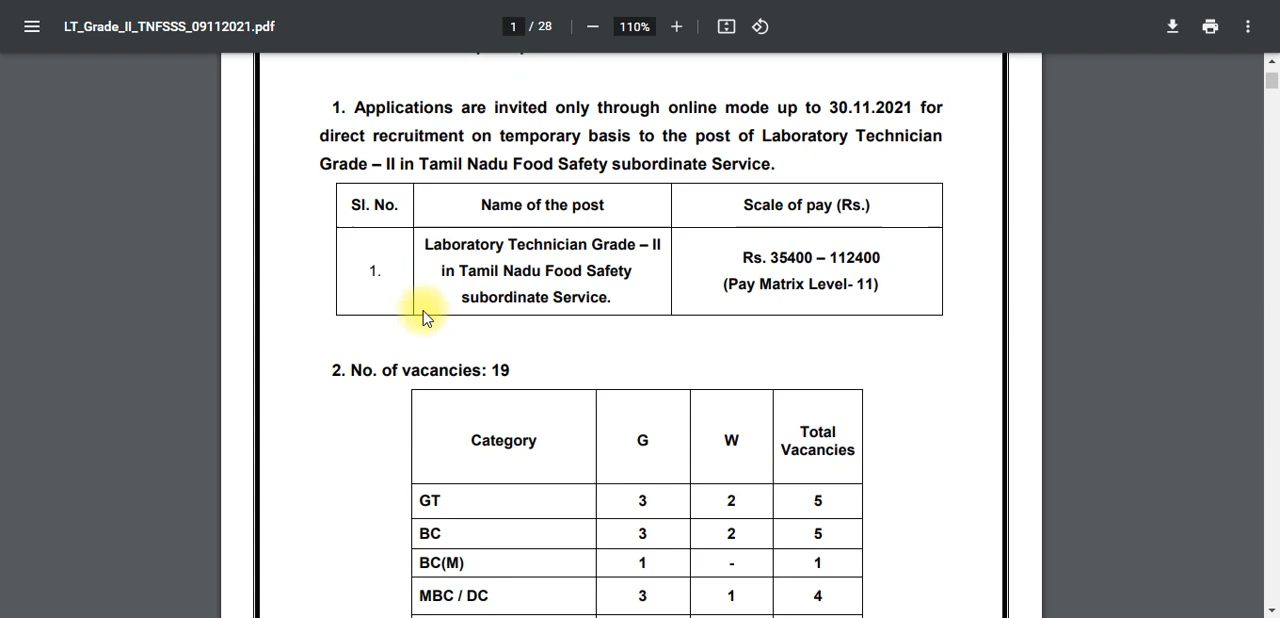 LT_Grade_II_TNFSSS_09112021.pdf
1 / 28
110%
1. Applications are invited only through online mode up to 30.11.2021 for
direct recruitment on temporary basis to the post of Laboratory Technician
Grade – II in Tamil Nadu Food Safety subordinate Service.
Sl. No. Name of the post Scale of pay (Rs.)
1. Laboratory Technician Grade – II
in Tamil Nadu Food Safety
subordinate Service.
Rs. 35400 – 112400
(Pay Matrix Level- 11)
2. No. of vacancies: 19
Category G W Total
Vacancies
GT 3 2 5
BC 3 2 5
BC(M) 1 - 1
MBC / DC 3 1 4